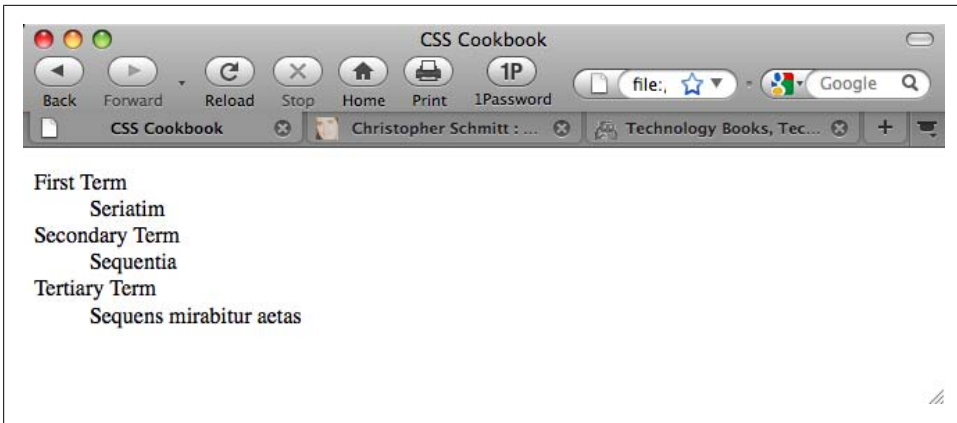 CSS Cookbook
1P
file:,
Google
Back Forward Reload Stop Home Print 1Password
CSS Cookbook
Christopher Schmitt : ...
Technology Books, Tec...
First Term
Seriatim
Secondary Term
Sequentia
Tertiary Term
Sequens mirabitur aetas